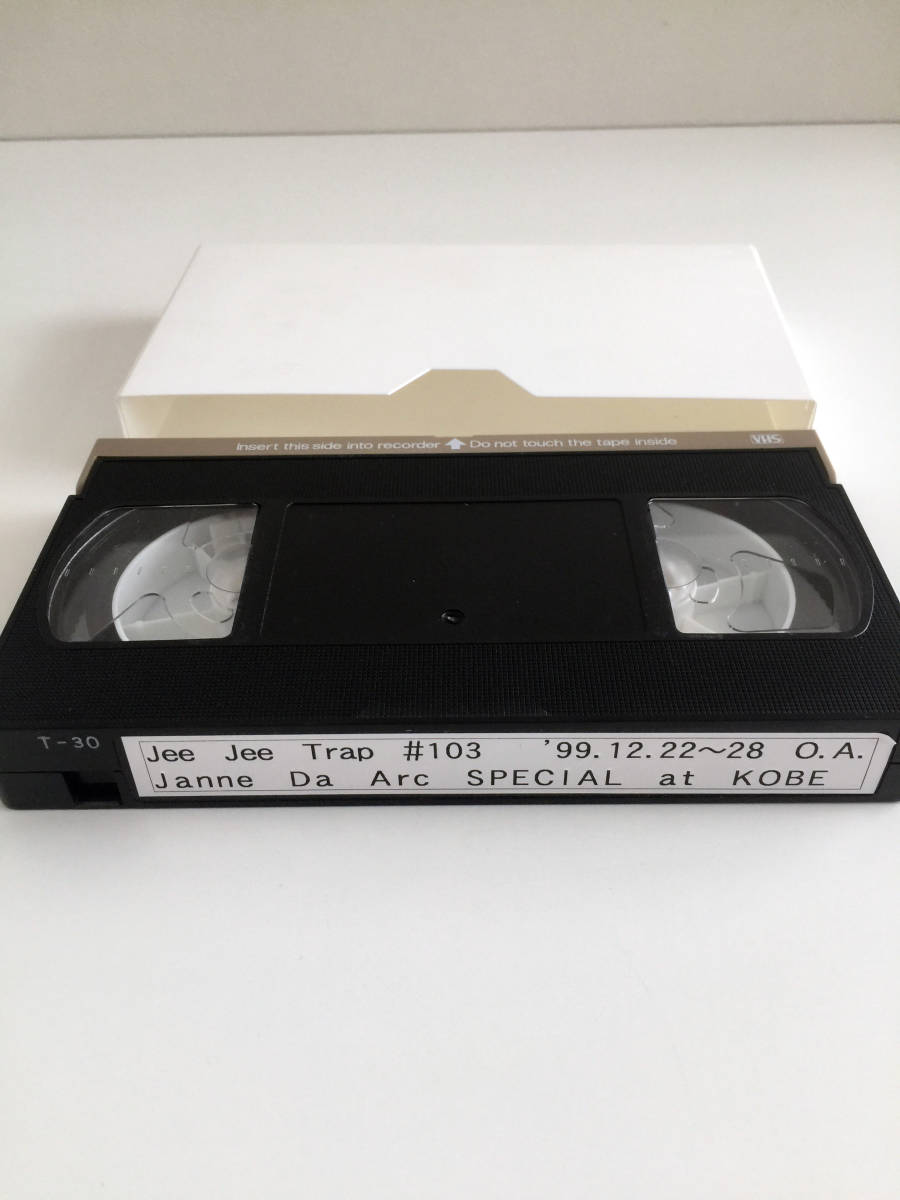 Insert this side into recorder ⇧ Do not touch the tape inside VHS
T-30
Jee Jee Trap #103 '99.12.22～28 O.A.
Janne Da Arc SPECIAL at KOBE